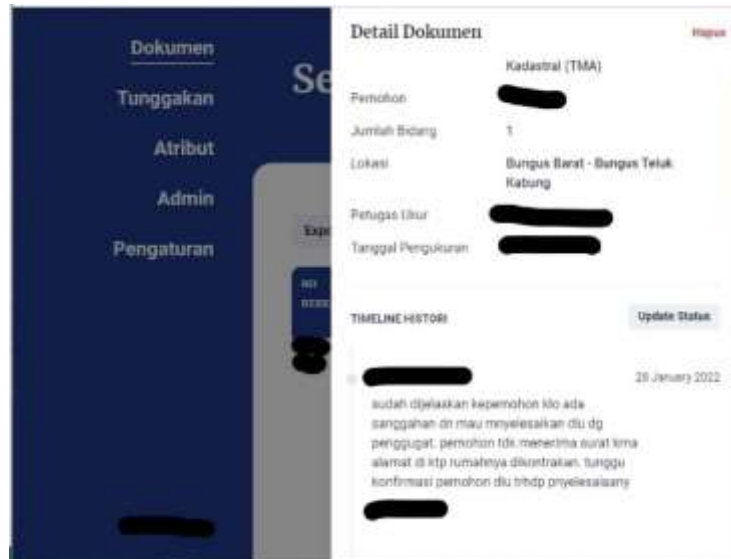 Dokumen
Tunggakan
Atribut
Admin
Pengaturan
Se
Expo
NO
Detail Dokumen
Hapus
Kadastral (TMA)
Pemohon
Jumlah Bidang 1
Lokasi Bungus Barat - Bungus Teluk
Kabung
Petugas Ukur
Tanggal Pengukuran
TIMELINE HISTORI
Update Status
28 January 2022
sudah dijelaskan kepemohon klo ada
sanggahan dn mau mnyelesaikan dlu dg
penggugat. pemohon tdk menerima surat krna
alamat di ktp rumahnya dikontrakan. tunggu
konfirmasi pemohon dlu trhdp pnyelesaiaany